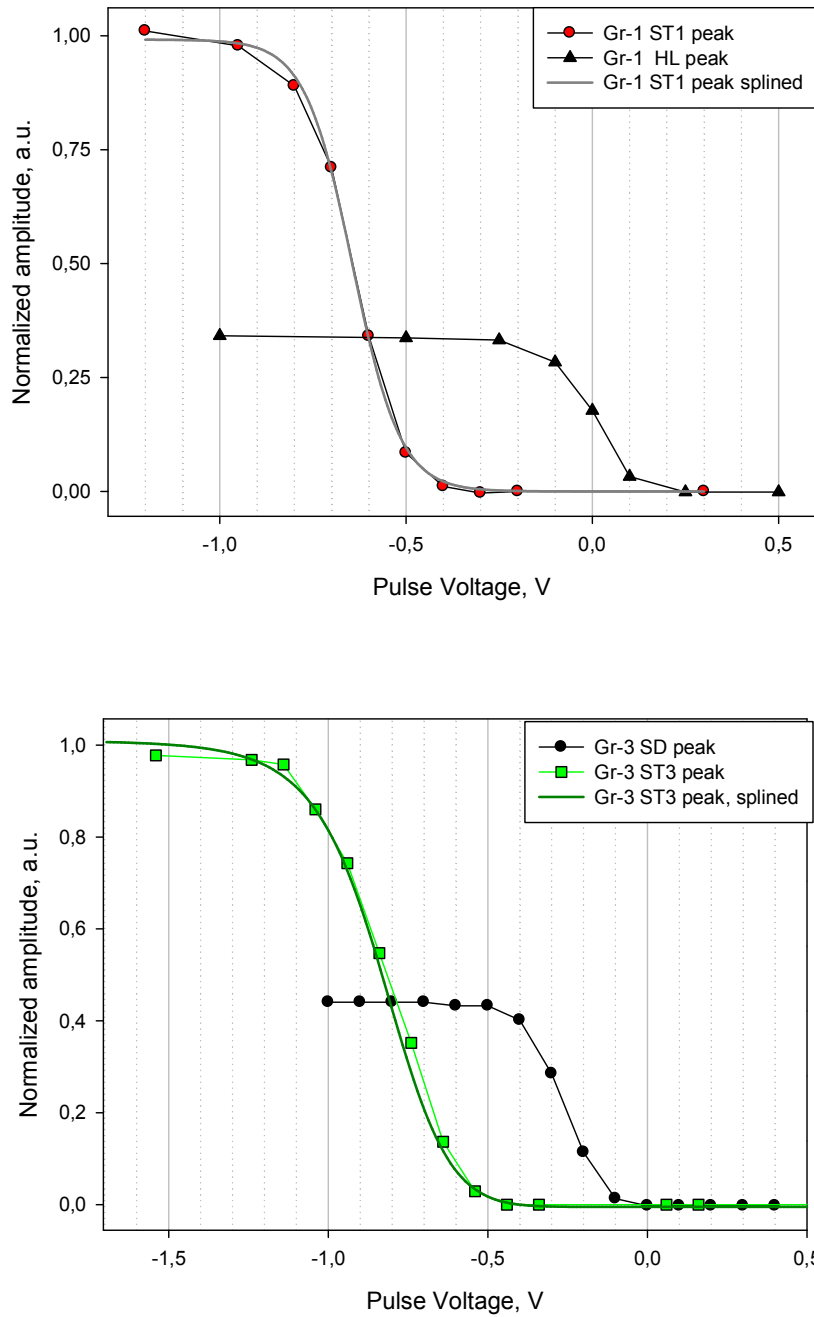 Gr-1 ST1 peak
Gr-1 HL peak
Gr-1 ST1 peak splined
1,00
0,75
0,50
0,25
0,00
Normalized amplitude, a.u.
-1,0 -0,5 0,0 0,5
Pulse Voltage, V
Gr-3 SD peak
Gr-3 ST3 peak
Gr-3 ST3 peak, splined
1,0
0,8
0,6
0,4
0,2
0,0
Normalized amplitude, a.u.
-1,5 -1,0 -0,5 0,0 0,5
Pulse Voltage, V